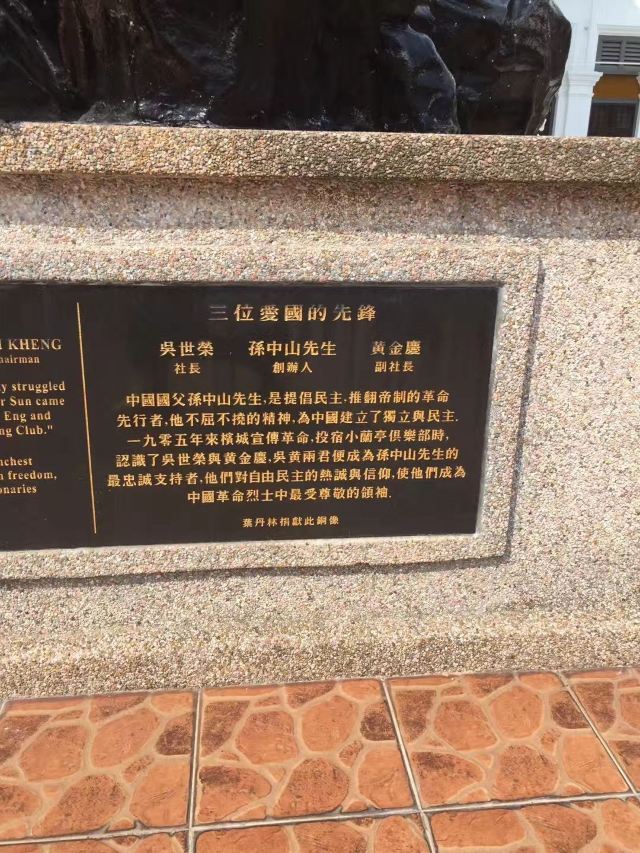 KHENG
hairman
y struggled
r Sun came
Eng and
ng Club."
nchest
n freedom,
onaries
三位愛國的先鋒
吳世榮 孫中山先生 黃金慶
社長 創辦人 副社長
中國國父孫中山先生,是提倡民主,推翻帝制的革命
先行者,他不屈不撓的精神,為中國建立了獨立與民主.
一九零五年來檳城宣傳革命,投宿小蘭亭俱樂部時,
認識了吳世榮與黃金慶,吳黃兩君便成為孫中山先生的
最忠誠支持者,他們對自由民主的熱誠與信仰,使他們成為
中國革命烈士中最受尊敬的領袖.
葉丹林捐獻此銅像